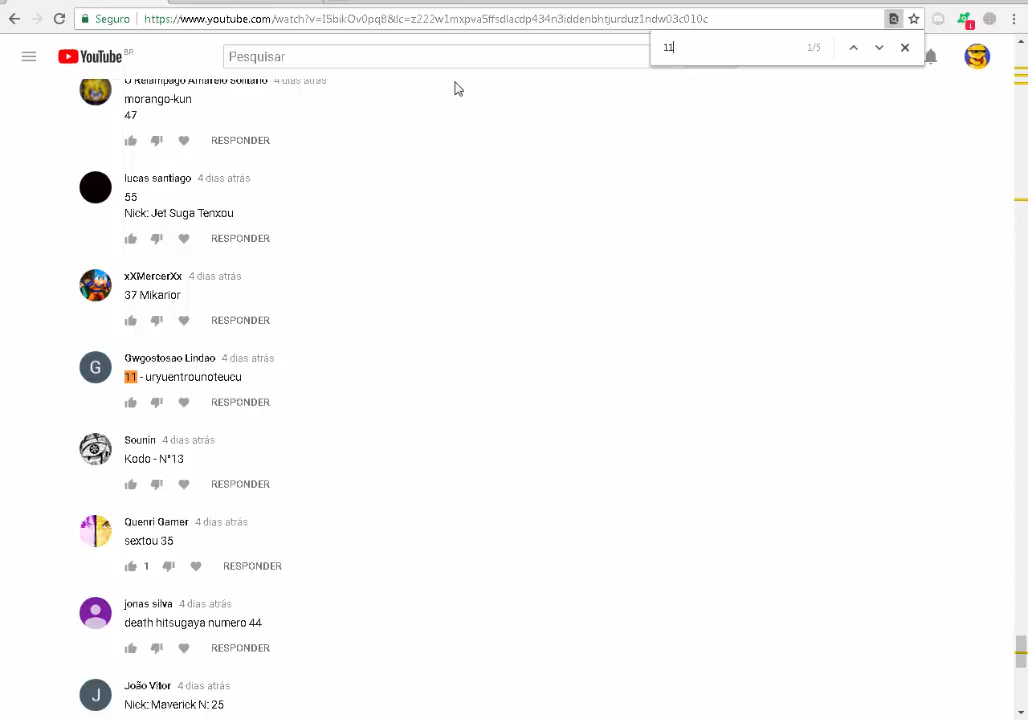 Seguro https://www.youtube.com/watch?v=I5bikOv0pq8&lc=z222w1mxpva5ffsdlacdp434n3iddenbhtjurduz1ndw03c010c
11 1/5
YouTube BR Pesquisar
O Relampago Amarelo Solitario 4 dias atrás
morango-kun
47
RESPONDER
lucas santiago 4 dias atrás
55
Nick: Jet Suga Tenxou
RESPONDER
xXMercerXx 4 dias atrás
37 Mikarior
RESPONDER
G Gwgostosao Lindao 4 dias atrás
11 - uryuentrounoteucu
RESPONDER
Sounin 4 dias atrás
Kodo - N°13
RESPONDER
Quenri Gamer 4 dias atrás
sextou 35
1 RESPONDER
jonas silva 4 dias atrás
death hitsugaya numero 44
RESPONDER
J João Vitor 4 dias atrás
Nick: Maverick N: 25